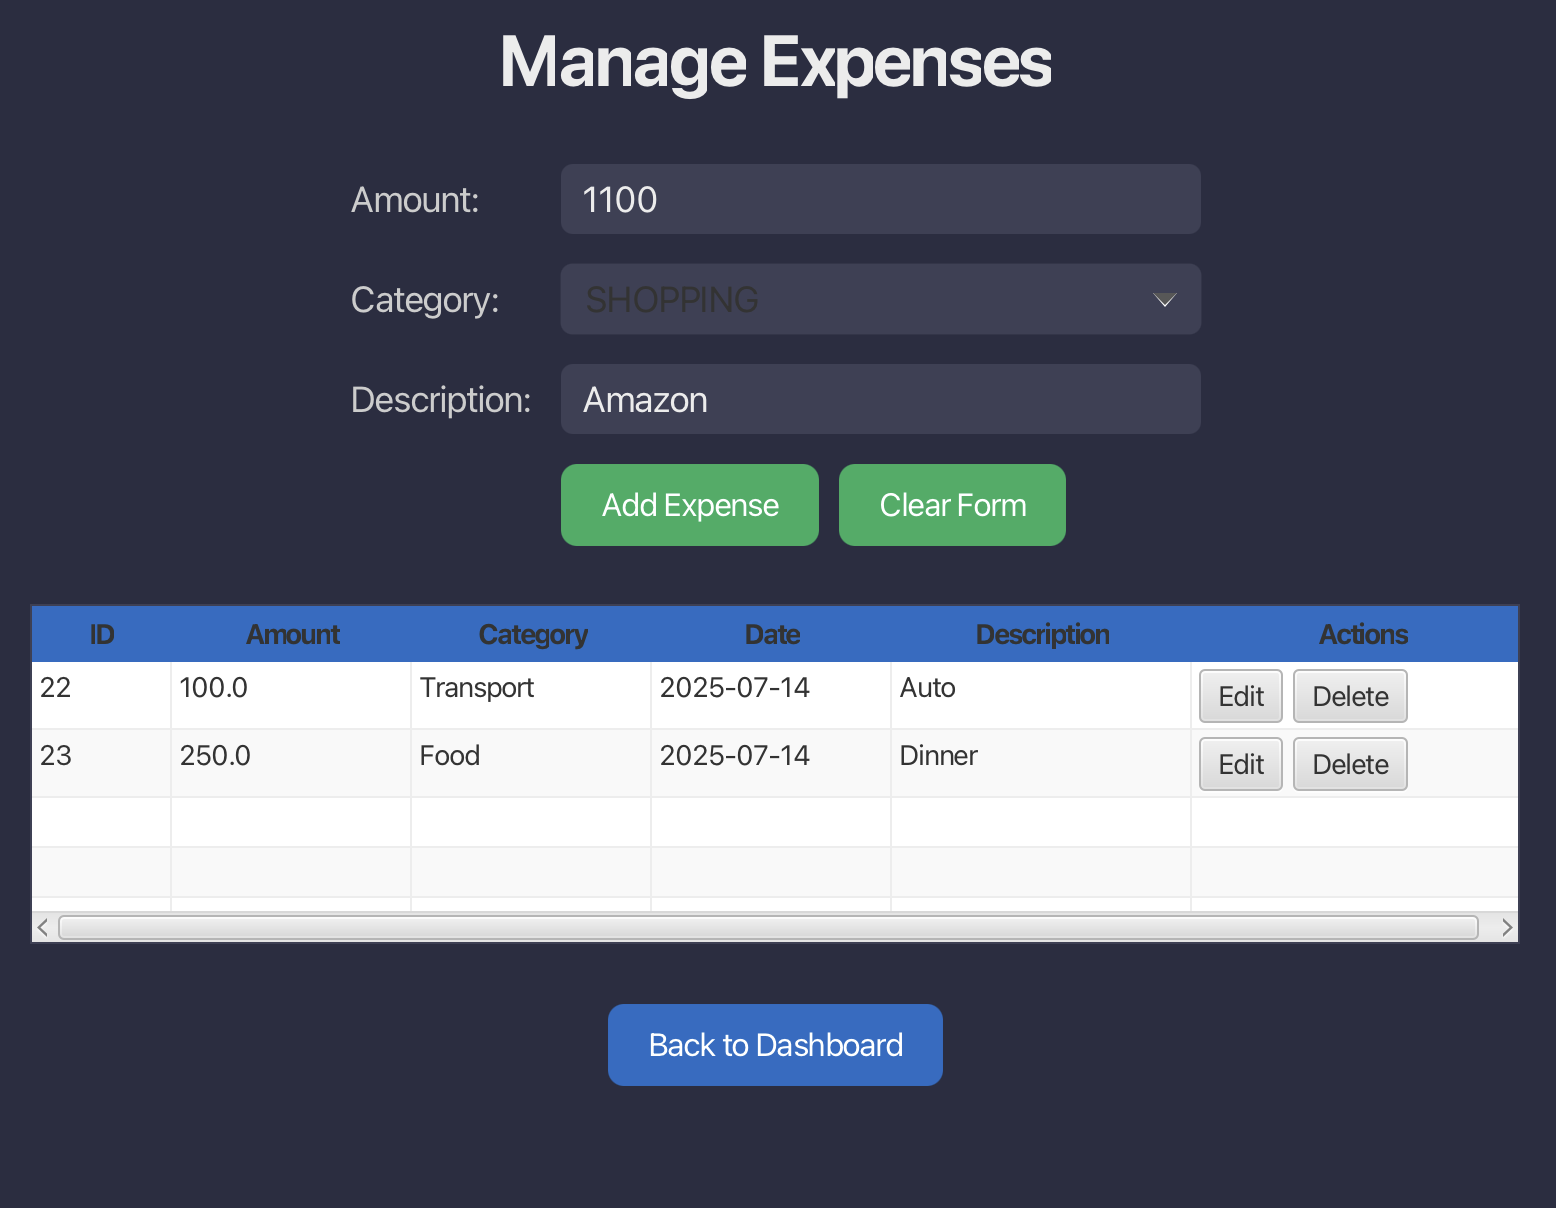 Manage Expenses
Amount: 1100
Category: SHOPPING
Description: Amazon
Add Expense Clear Form
ID Amount Category Date Description Actions
22 100.0 Transport 2025-07-14 Auto Edit Delete
23 250.0 Food 2025-07-14 Dinner Edit Delete
Back to Dashboard